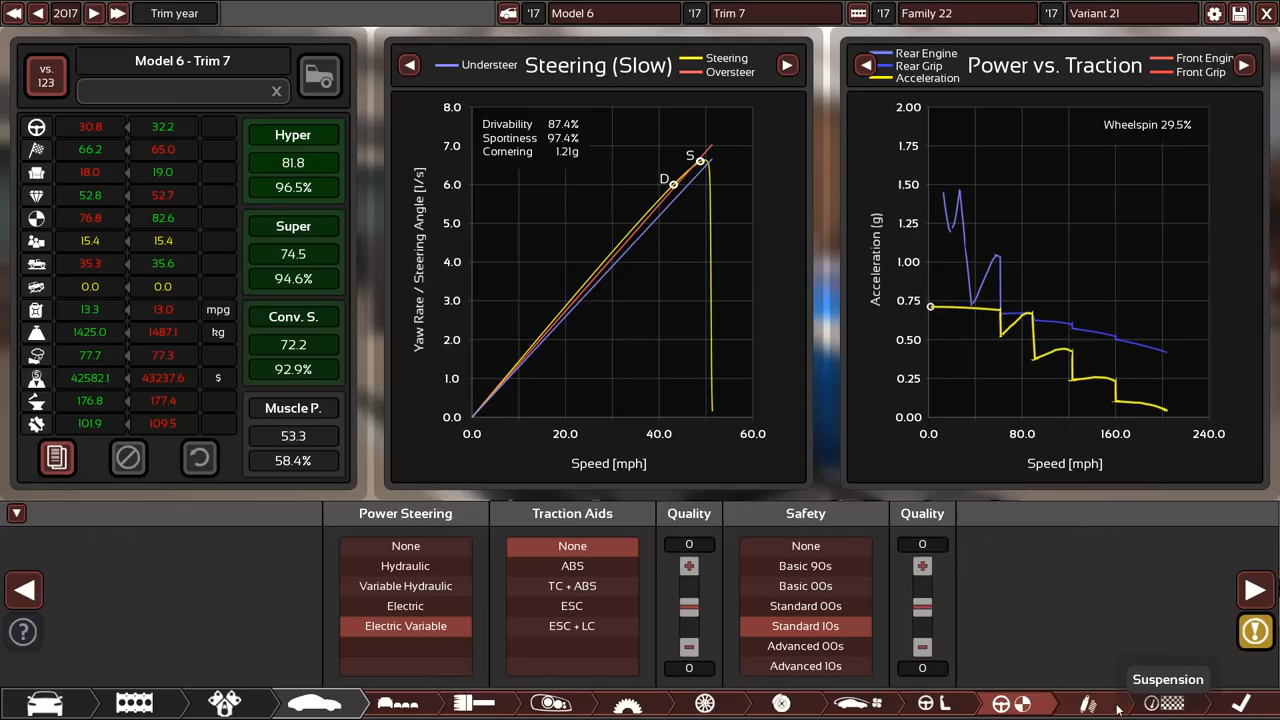 2017
Trim year
'17
Model 6
'17
Trim 7
'17
Family 22
'17
Variant 21
vs.
123
Model 6 - Trim 7
X
30.8 32.2
66.2 65.0
18.0 19.0
52.8 52.7
76.8 82.6
15.4 15.4
35.3 35.6
0.0 0.0
13.3 13.0 mpg
1425.0 1487.1 kg
77.7 77.3
42582.1 43237.6 $
176.8 177.4
101.9 109.5
Hyper
81.8
96.5%
Super
74.5
94.6%
Conv. S.
72.2
92.9%
Muscle P.
53.3
58.4%
Understeer
Steering (Slow)
Steering
Oversteer
Drivability 87.4%
Sportiness 97.4%
Cornering 1.21g
S
D
Yaw Rate / Steering Angle [1/s]
8.0
7.0
6.0
5.0
4.0
3.0
2.0
1.0
0.0
0.0 20.0 40.0 60.0
Speed [mph]
Rear Engine
Rear Grip
Acceleration
Power vs. Traction
Front Engin
Front Grip
Wheelspin 29.5%
Acceleration (g)
2.00
1.75
1.50
1.25
1.00
0.75
0.50
0.25
0.00
0.0 80.0 160.0 240.0
Speed [mph]
Power Steering
None
Hydraulic
Variable Hydraulic
Electric
Electric Variable
Traction Aids
None
ABS
TC + ABS
ESC
ESC + LC
Quality
0
0
Safety
None
Basic 90s
Basic 00s
Standard 00s
Standard 10s
Advanced 00s
Advanced 10s
Quality
0
0
?
Suspension